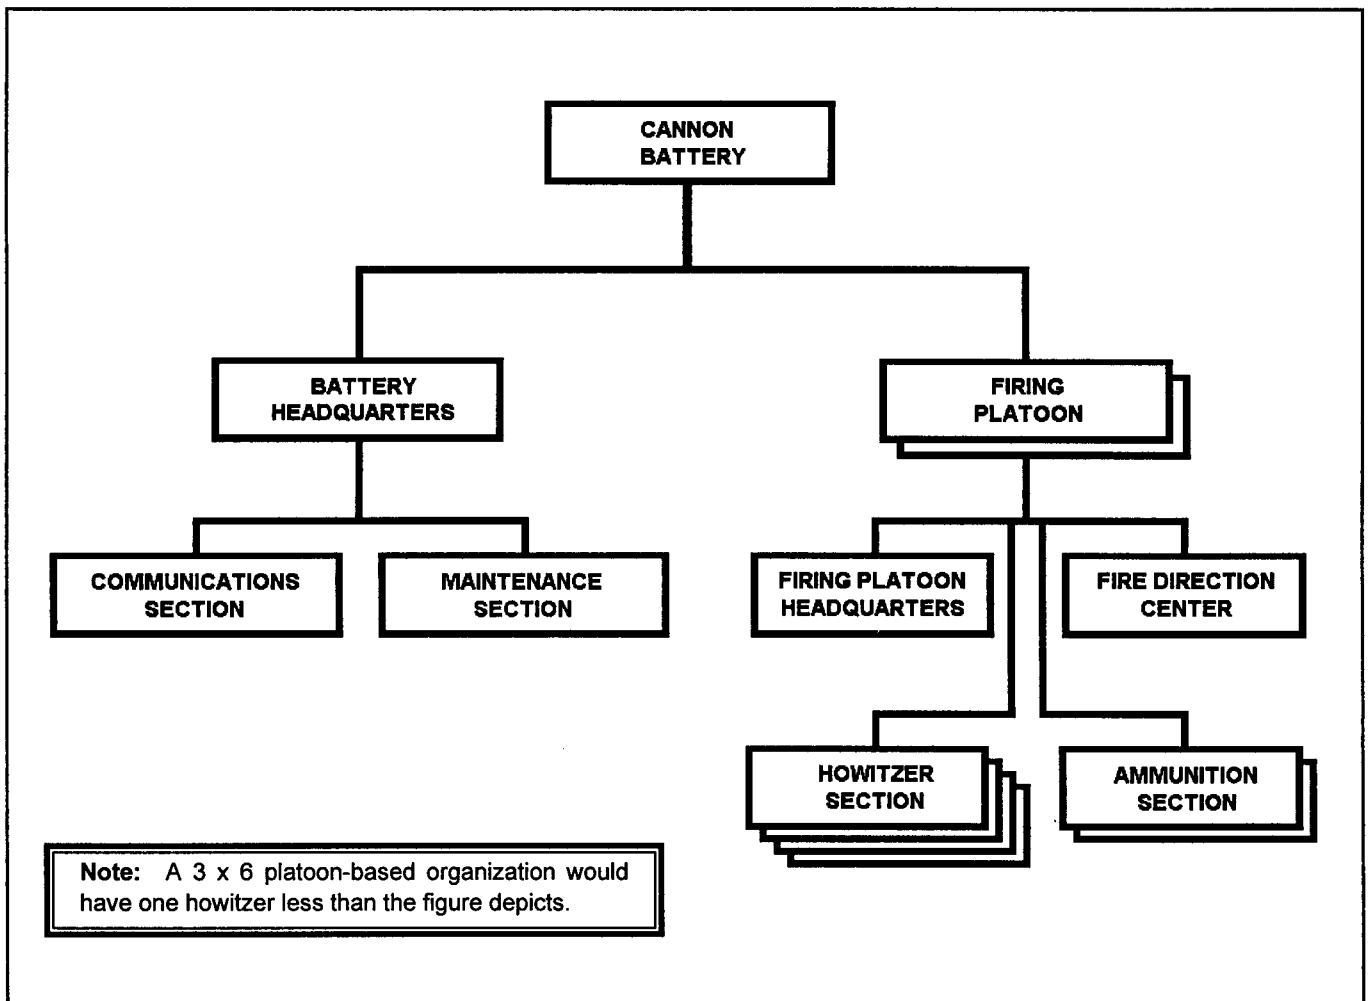 CANNON
BATTERY
BATTERY
HEADQUARTERS
FIRING
PLATOON
COMMUNICATIONS
SECTION
MAINTENANCE
SECTION
FIRING PLATOON
HEADQUARTERS
FIRE DIRECTION
CENTER
HOWITZER
SECTION
AMMUNITION
SECTION
Note: A 3 x 6 platoon-based organization would
have one howitzer less than the figure depicts.